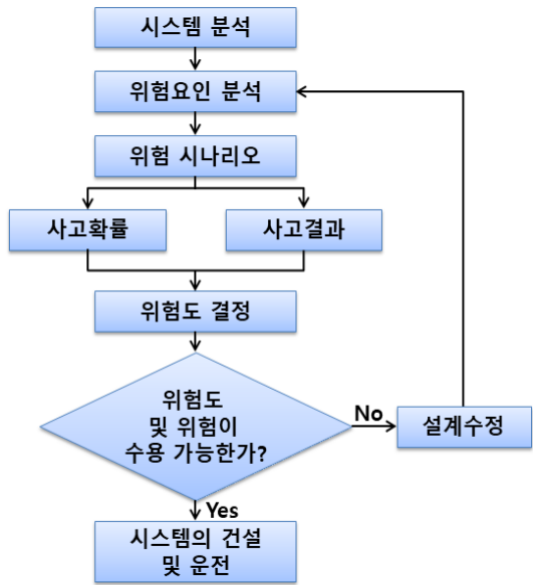 시스템 분석
위험요인 분석
위험 시나리오
사고확률
사고결과
위험도 결정
위험도
및 위험이
수용 가능한가?
No
설계수정
Yes
시스템의 건설
및 운전